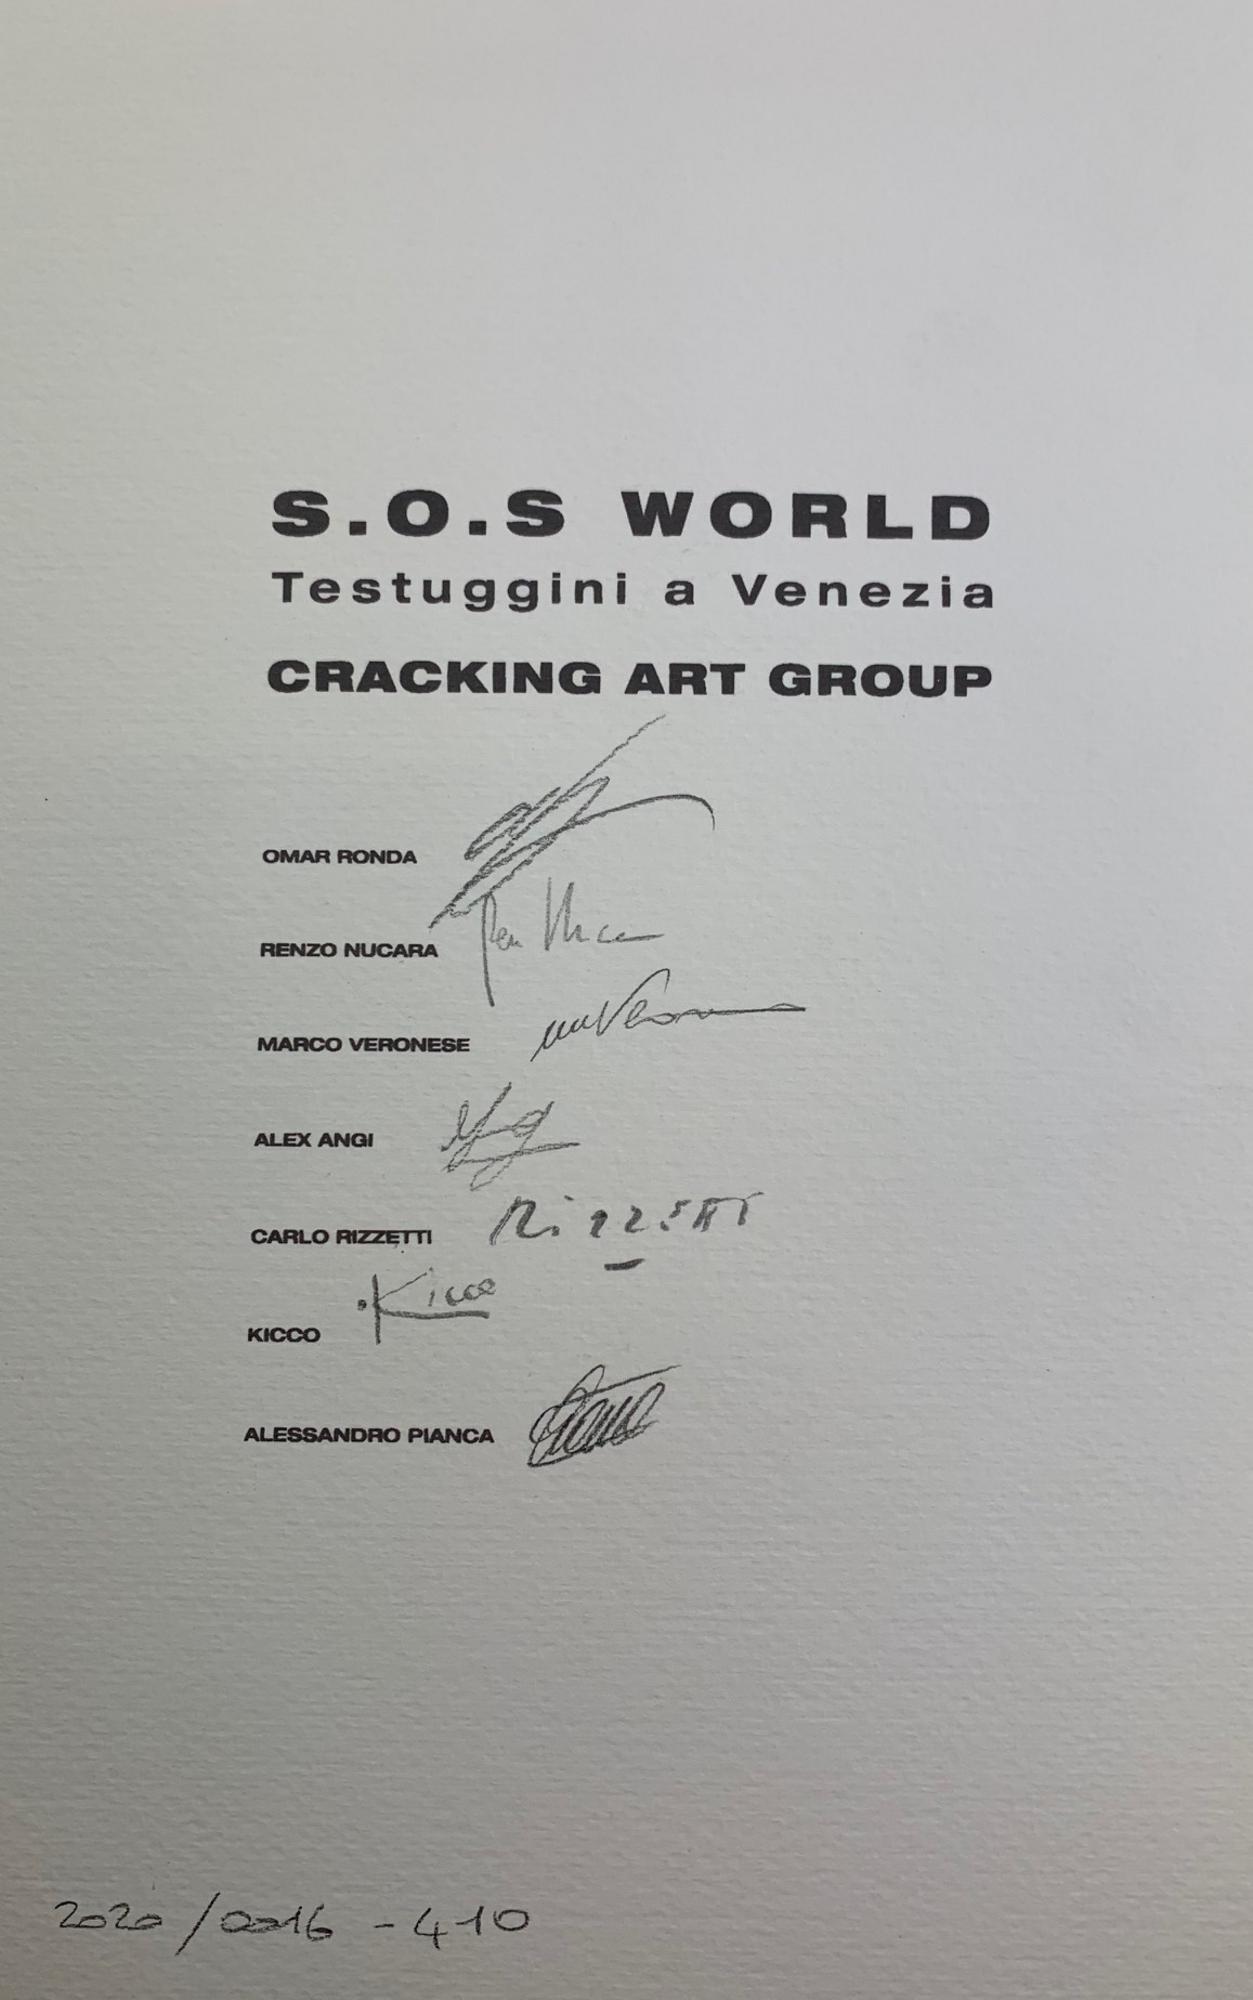 S.O.S WORLD
Testuggini a Venezia
CRACKING ART GROUP
OMAR RONDA
RENZO NUCARA
MARCO VERONESE
ALEX ANGI
CARLO RIZZETTI Rizzetti
KICCO Kicco
ALESSANDRO PIANCA
2020/0016 - 410